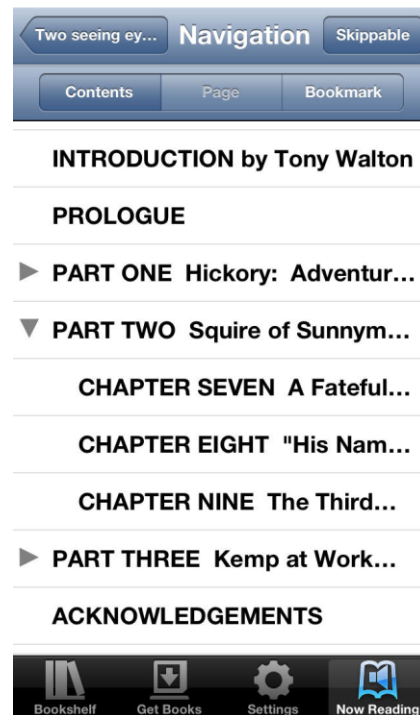 Two seeing ey... Navigation Skippable
Contents Page Bookmark
INTRODUCTION by Tony Walton
PROLOGUE
PART ONE Hickory: Adventur...
PART TWO Squire of Sunnym...
CHAPTER SEVEN A Fateful...
CHAPTER EIGHT "His Nam...
CHAPTER NINE The Third...
PART THREE Kemp at Work...
ACKNOWLEDGEMENTS
Bookshelf Get Books Settings Now Reading